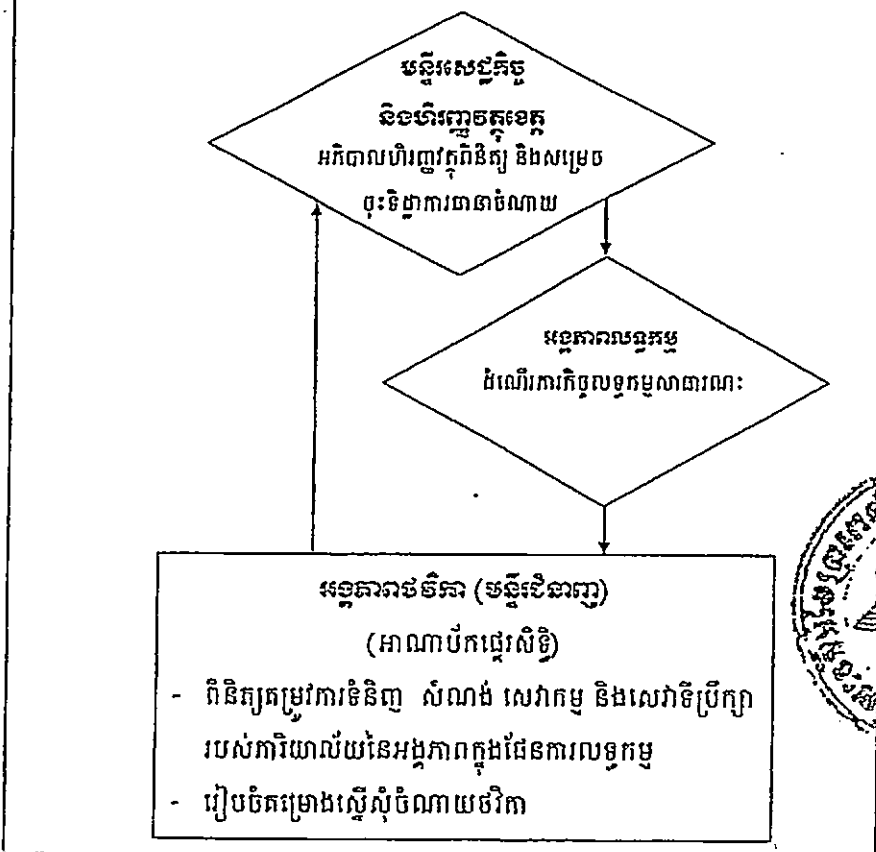 មន្ទីរសេដ្ឋកិច្ច
និងហិរញ្ញវត្ថុខេត្ត
អភិបាលហិរញ្ញវត្ថុពិនិត្យ និងសម្រេច
ចុះទិដ្ឋាការធានាចំណាយ
អង្គភាពលទ្ធកម្ម
ដំណើរការកិច្ចលទ្ធកម្មសាធារណៈ
អង្គភាពថវិកា (មន្ទីរជំនាញ)
(អាណាប័កផ្ទេរសិទ្ធិ)
- ពិនិត្យតម្រូវការទំនិញ សំណង់ សេវាកម្ម និងសេវាទីប្រឹក្សា
របស់ការិយាល័យនៃអង្គភាពក្នុងផែនការលទ្ធកម្ម
- រៀបចំគម្រោងស្នើសុំចំណាយថវិកា